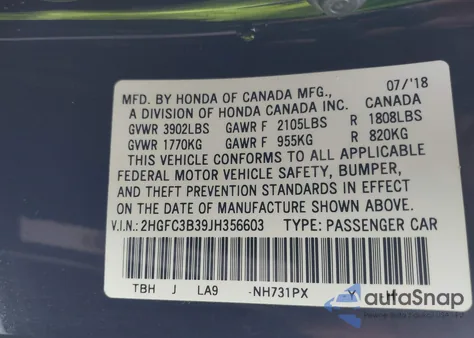 MFD. BY HONDA OF CANADA MFG., 07/'18
A DIVISION OF HONDA CANADA INC. CANADA
GVWR 3902LBS GAWR F 2105LBS R 1808LBS
GVWR 1770KG GAWR F 955KG R 820KG
THIS VEHICLE CONFORMS TO ALL APPLICABLE
FEDERAL MOTOR VEHICLE SAFETY, BUMPER,
AND THEFT PREVENTION STANDARDS IN EFFECT
ON THE DATE OF MANUFACTURE SHOWN ABOVE.
V.I.N.: 2HGFC3B39JH356603 TYPE: PASSENGER CAR
TBH J LA9 -NH731PX Y H
autaSnap